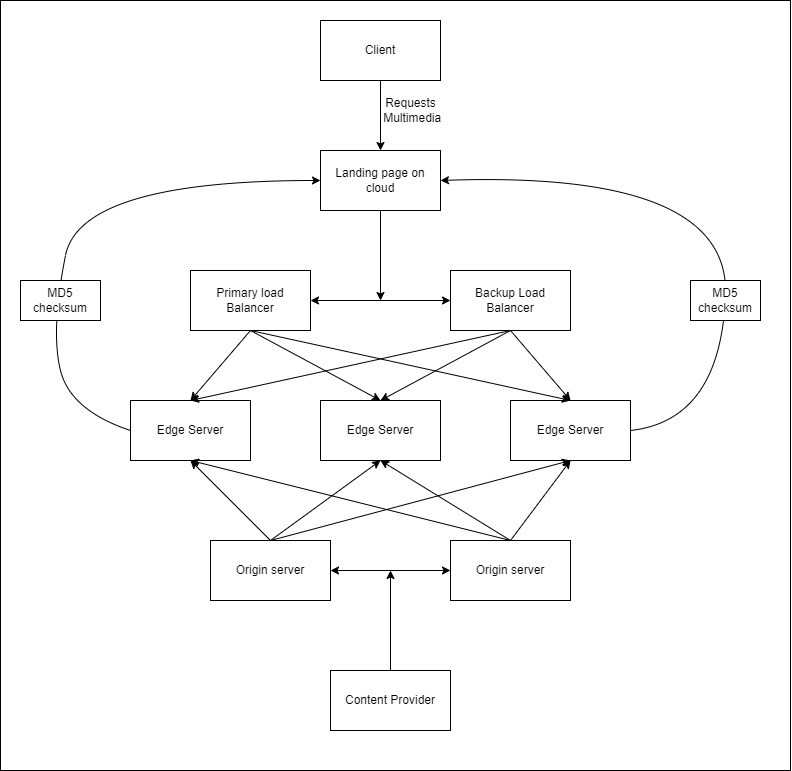 Client
Requests
Multimedia
Landing page on
cloud
MD5
checksum
Primary load
Balancer
Backup Load
Balancer
MD5
checksum
Edge Server
Edge Server
Edge Server
Origin server
Origin server
Content Provider